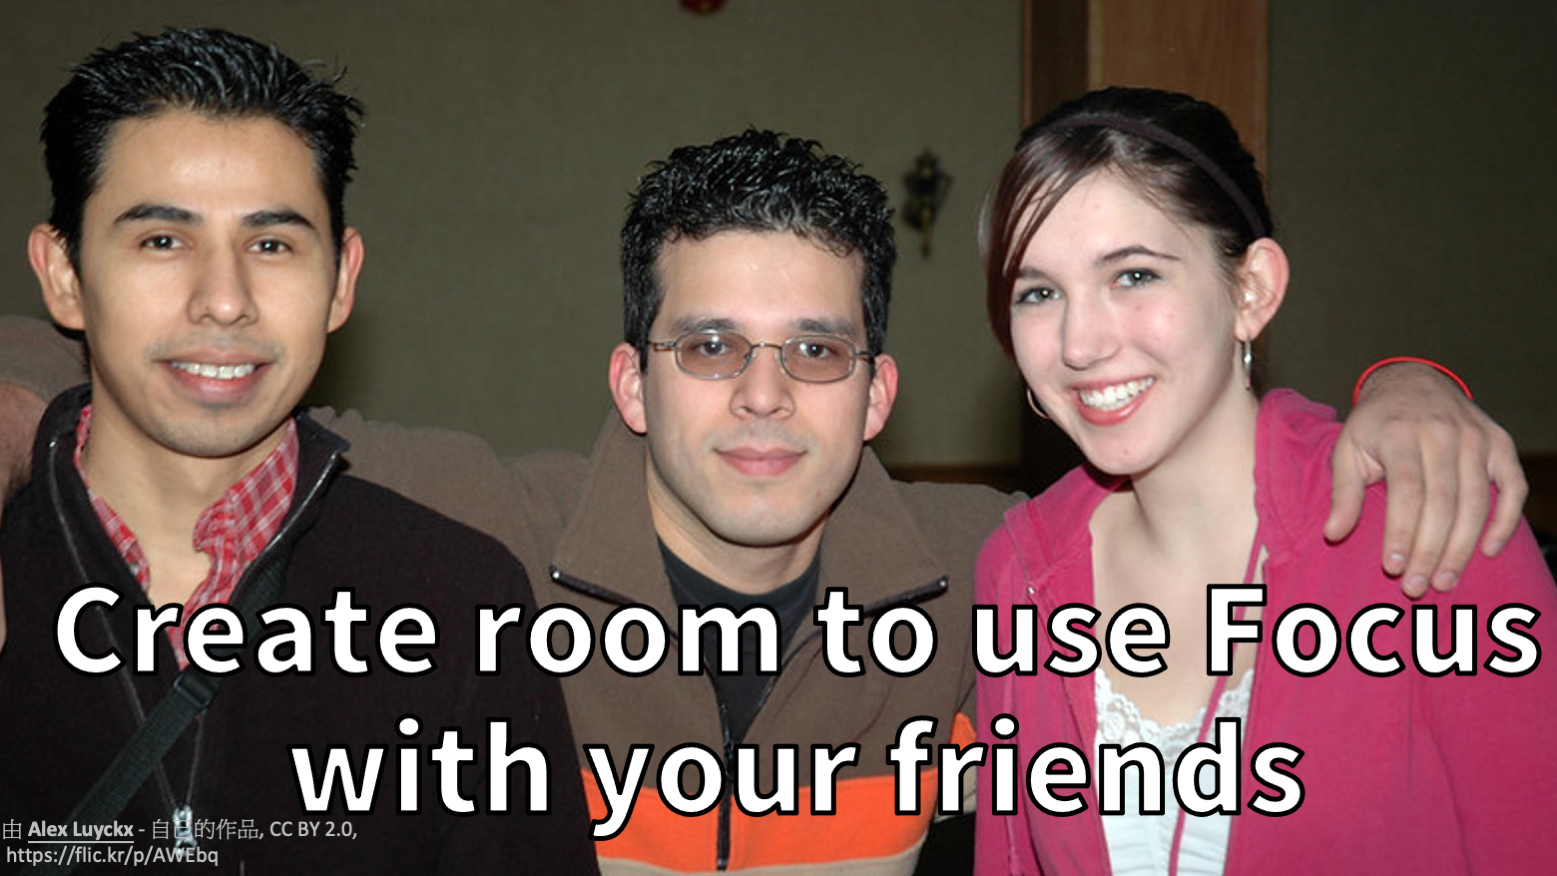 Create room to use Focus
with your friends
由 Alex Luyckx - 自己的作品, CC BY 2.0,
https://flic.kr/p/AWEbq